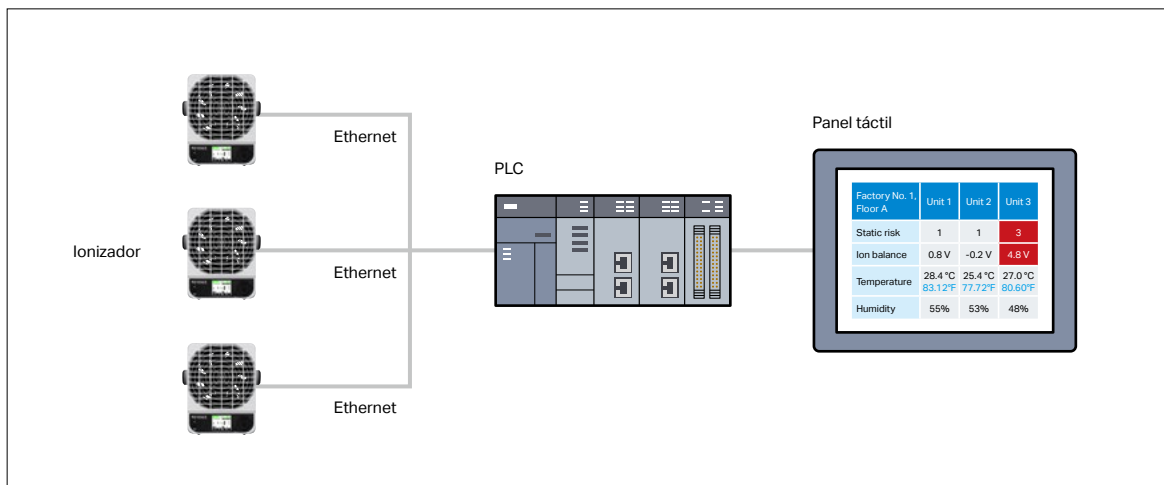 Ethernet
Panel táctil
PLC
Factory No. 1,
Floor A
Unit 1
Unit 2
Unit 3
Static risk
1
1
3
Ionizador
Ion balance
0.8 V
-0.2 V
4.8 V
Ethernet
Temperature
28.4 °C
83.12°F
25.4 °C
77.72°F
27.0 °C
80.60°F
Humidity
55%
53%
48%
Ethernet